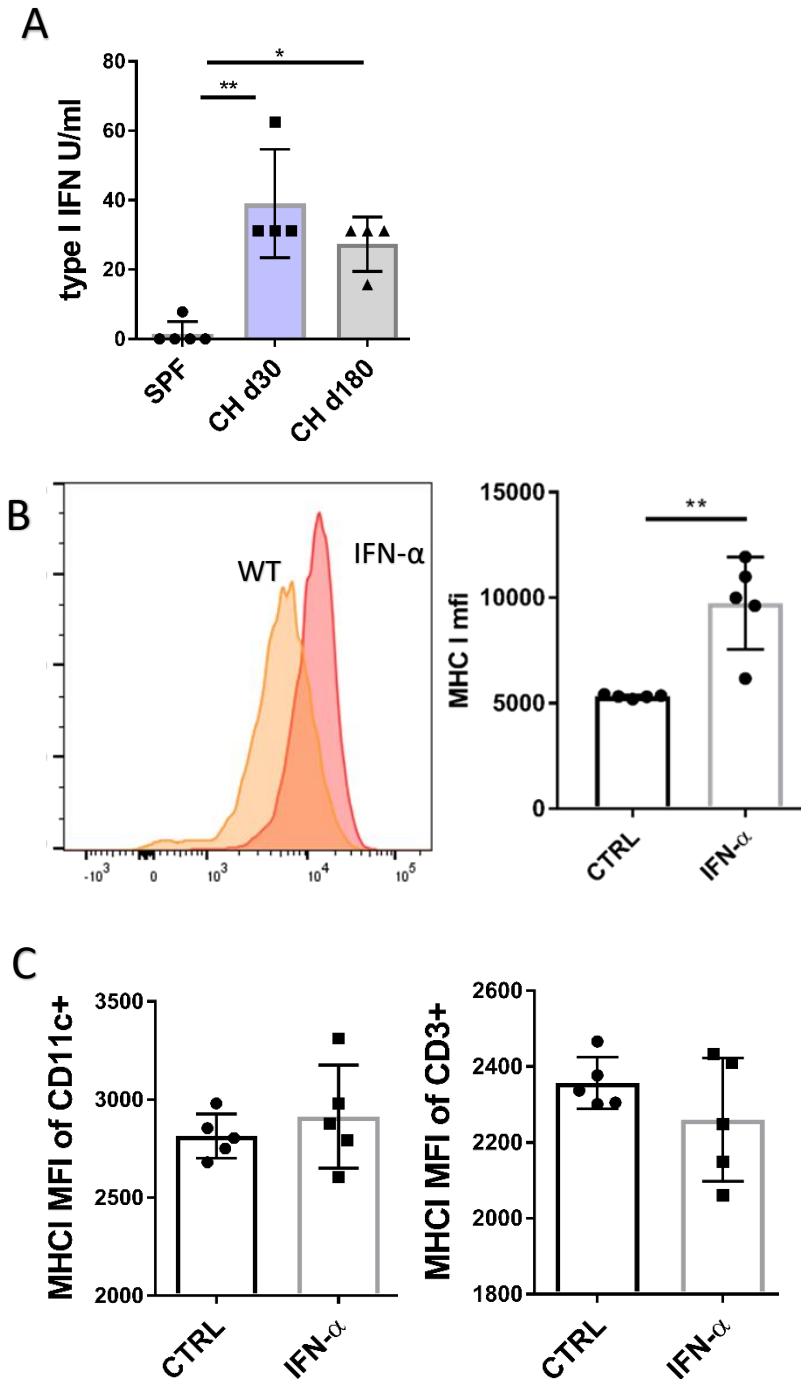 A
type I IFN U/ml
80
60
40
20
0
*
**
SPF
CH d30
CH d180
B
WT
IFN-α
-10³
0
10³
10⁴
10⁵
MHC I mfi
15000
10000
5000
0
**
CTRL
IFN-α
C
MHCI MFI of CD11c+
3500
3000
2500
2000
CTRL
IFN-α
MHCI MFI of CD3+
2600
2400
2200
2000
1800
CTRL
IFN-α